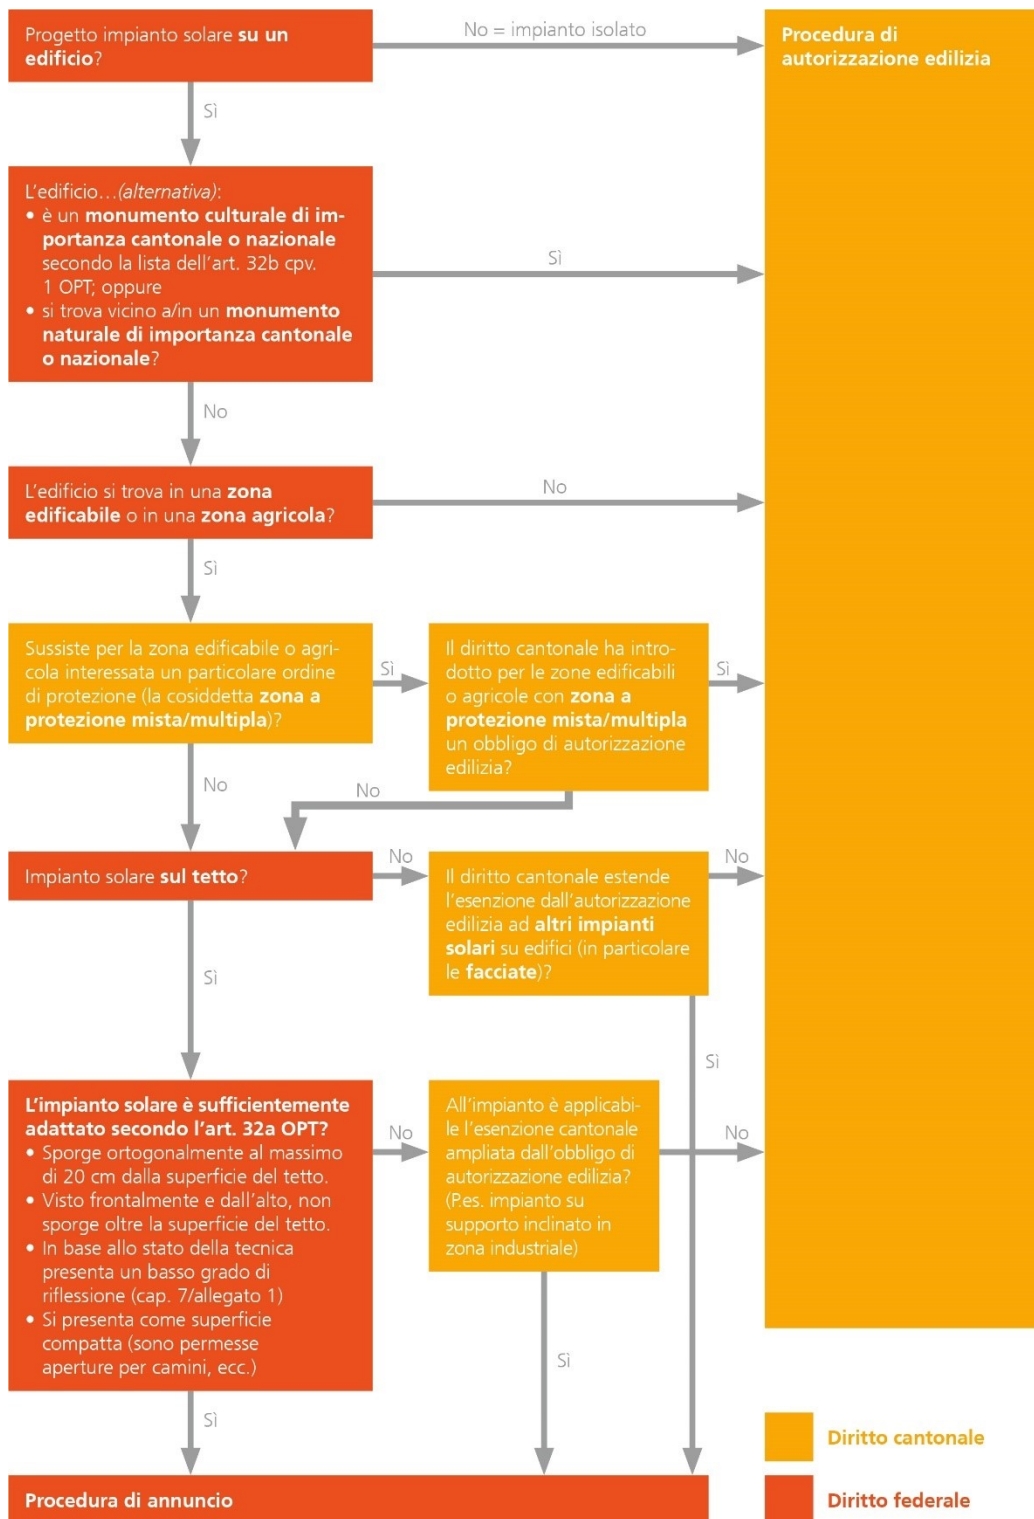 Progetto impianto solare su un
edificio?
No = impianto isolato
Procedura di
autorizzazione edilizia
Sì
L'edificio…(alternativa):
• è un monumento culturale di im-
portanza cantonale o nazionale
secondo la lista dell'art. 32b cpv.
1 OPT; oppure
• si trova vicino a/in un monumento
naturale di importanza cantonale
o nazionale?
Sì
No
L'edificio si trova in una zona
edificabile o in una zona agricola?
No
Sì
Sussiste per la zona edificabile o agri-
cola interessata un particolare ordine
di protezione (la cosiddetta zona a
protezione mista/multipla)?
Sì
Il diritto cantonale ha intro-
dotto per le zone edificabili
o agricole con zona a
protezione mista/multipla
un obbligo di autorizzazione
edilizia?
Sì
No
No
Impianto solare sul tetto?
No
Il diritto cantonale estende
l'esenzione dall'autorizzazione
edilizia ad altri impianti
solari su edifici (in particolare
le facciate)?
No
Sì
Sì
L'impianto solare è sufficientemente
adattato secondo l'art. 32a OPT?
• Sporge ortogonalmente al massimo
di 20 cm dalla superficie del tetto.
• Visto frontalmente e dall'alto, non
sporge oltre la superficie del tetto.
• In base allo stato della tecnica
presenta un basso grado di
riflessione (cap. 7/allegato 1)
• Si presenta come superficie
compatta (sono permesse
aperture per camini, ecc.)
No
All'impianto è applicabi-
le l'esenzione cantonale
ampliata dall'obbligo di
autorizzazione edilizia?
(P.es. impianto su
supporto inclinato in
zona industriale)
No
Sì
Sì
Procedura di annuncio
Diritto cantonale
Diritto federale